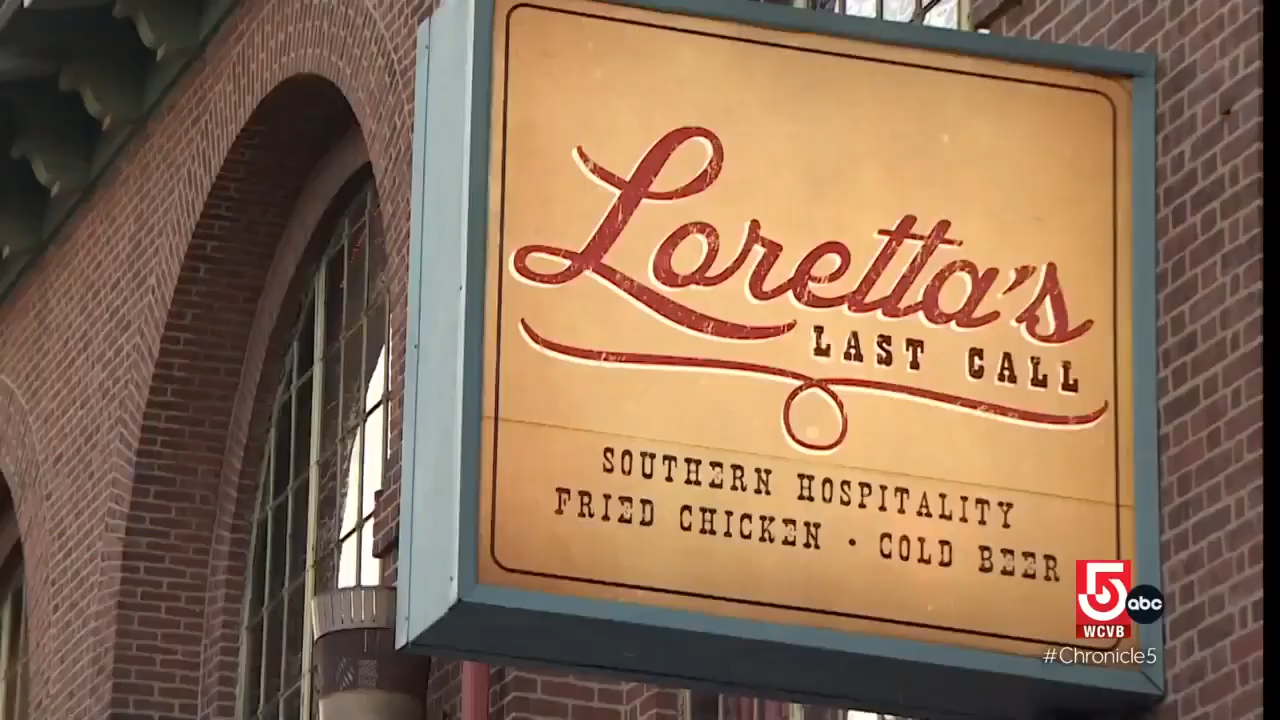 Loretta's
LAST CALL
SOUTHERN HOSPITALITY
FRIED CHICKEN · COLD BEER
5
abc
WCVB
#Chronicle5